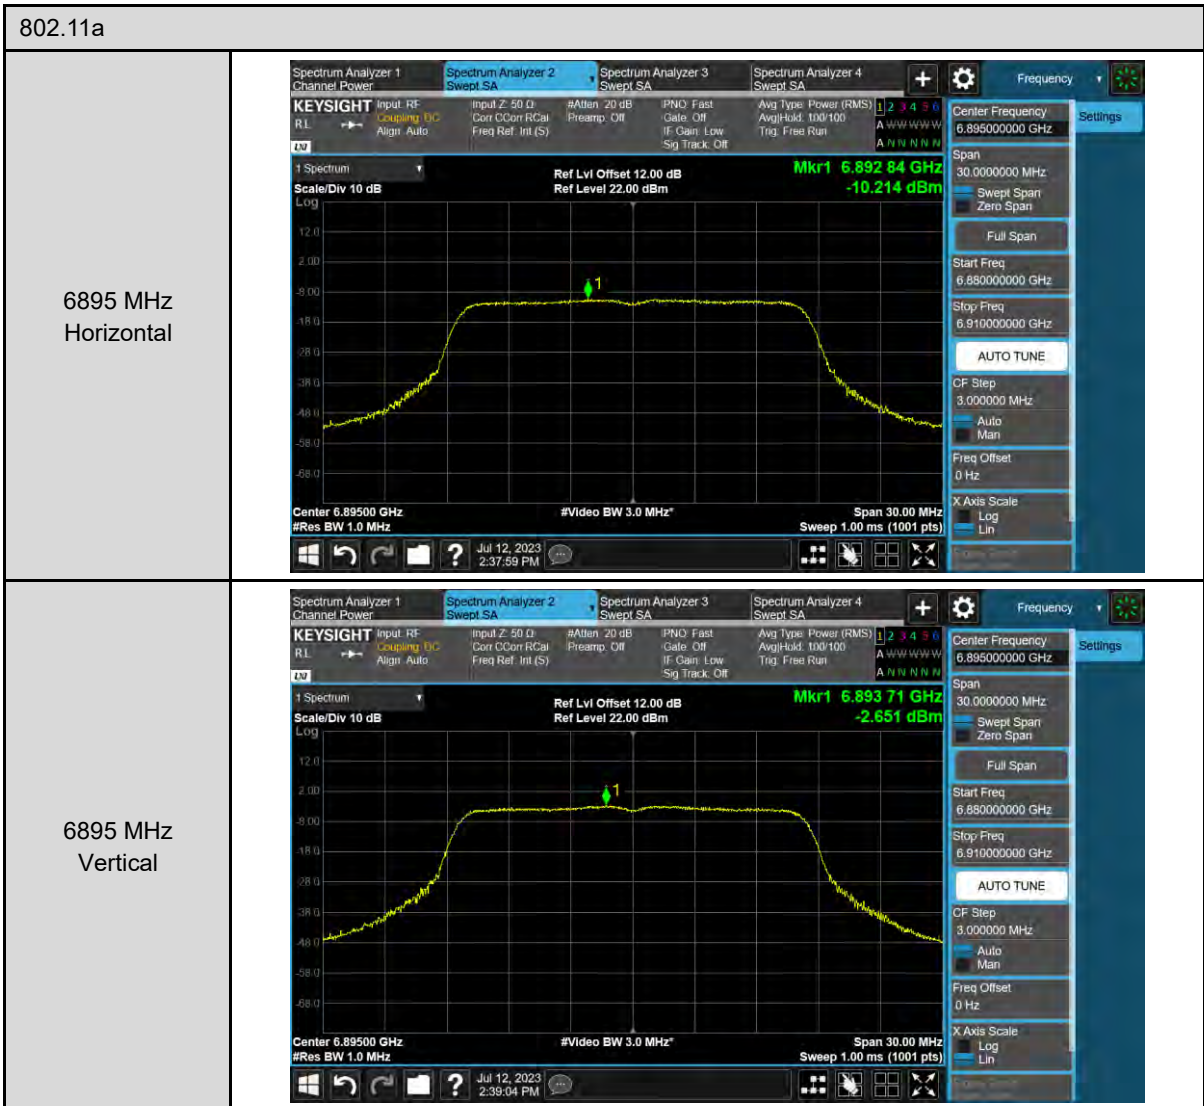 802.11a
6895 MHz
Horizontal
Spectrum Analyzer 1
Channel Power
Spectrum Analyzer 2
Swept SA
Spectrum Analyzer 3
Swept SA
Spectrum Analyzer 4
Swept SA
+
Frequency
KEYSIGHT
Input: RF
Coupling: DC
Align: Auto
Input Z: 50 Ω
Corr CCorr RCal
Freq Ref: Int (S)
#Atten: 20 dB
Preamp: Off
PNO: Fast
Gate: Off
IF Gain: Low
Sig Track: Off
Avg Type: Power (RMS)
Avg|Hold: 100/100
Trig: Free Run
1 2 3 4 5 6
A W W W W W
A N N N N N
1 Spectrum
Scale/Div 10 dB
Log
Ref Lvl Offset 12.00 dB
Ref Level 22.00 dBm
Mkr1 6.892 84 GHz
-10.214 dBm
12.0
2.00
-8.00
-18.0
-28.0
-38.0
-48.0
-58.0
-68.0
1
Center 6.89500 GHz
#Res BW 1.0 MHz
#Video BW 3.0 MHz*
Span 30.00 MHz
Sweep 1.00 ms (1001 pts)
?
Jul 12, 2023
2:37:59 PM
Center Frequency
6.895000000 GHz
Settings
Span
30.0000000 MHz
Swept Span
Zero Span
Full Span
Start Freq
6.880000000 GHz
Stop Freq
6.910000000 GHz
AUTO TUNE
CF Step
3.000000 MHz
Auto
Man
Freq Offset
0 Hz
X Axis Scale
Log
Lin
6895 MHz
Vertical
Spectrum Analyzer 1
Channel Power
Spectrum Analyzer 2
Swept SA
Spectrum Analyzer 3
Swept SA
Spectrum Analyzer 4
Swept SA
+
Frequency
KEYSIGHT
Input: RF
Coupling: DC
Align: Auto
Input Z: 50 Ω
Corr CCorr RCal
Freq Ref: Int (S)
#Atten: 20 dB
Preamp: Off
PNO: Fast
Gate: Off
IF Gain: Low
Sig Track: Off
Avg Type: Power (RMS)
Avg|Hold: 100/100
Trig: Free Run
1 2 3 4 5 6
A W W W W W
A N N N N N
1 Spectrum
Scale/Div 10 dB
Log
Ref Lvl Offset 12.00 dB
Ref Level 22.00 dBm
Mkr1 6.893 71 GHz
-2.651 dBm
12.0
2.00
-8.00
-18.0
-28.0
-38.0
-48.0
-58.0
-68.0
1
Center 6.89500 GHz
#Res BW 1.0 MHz
#Video BW 3.0 MHz*
Span 30.00 MHz
Sweep 1.00 ms (1001 pts)
?
Jul 12, 2023
2:39:04 PM
Center Frequency
6.895000000 GHz
Settings
Span
30.0000000 MHz
Swept Span
Zero Span
Full Span
Start Freq
6.880000000 GHz
Stop Freq
6.910000000 GHz
AUTO TUNE
CF Step
3.000000 MHz
Auto
Man
Freq Offset
0 Hz
X Axis Scale
Log
Lin